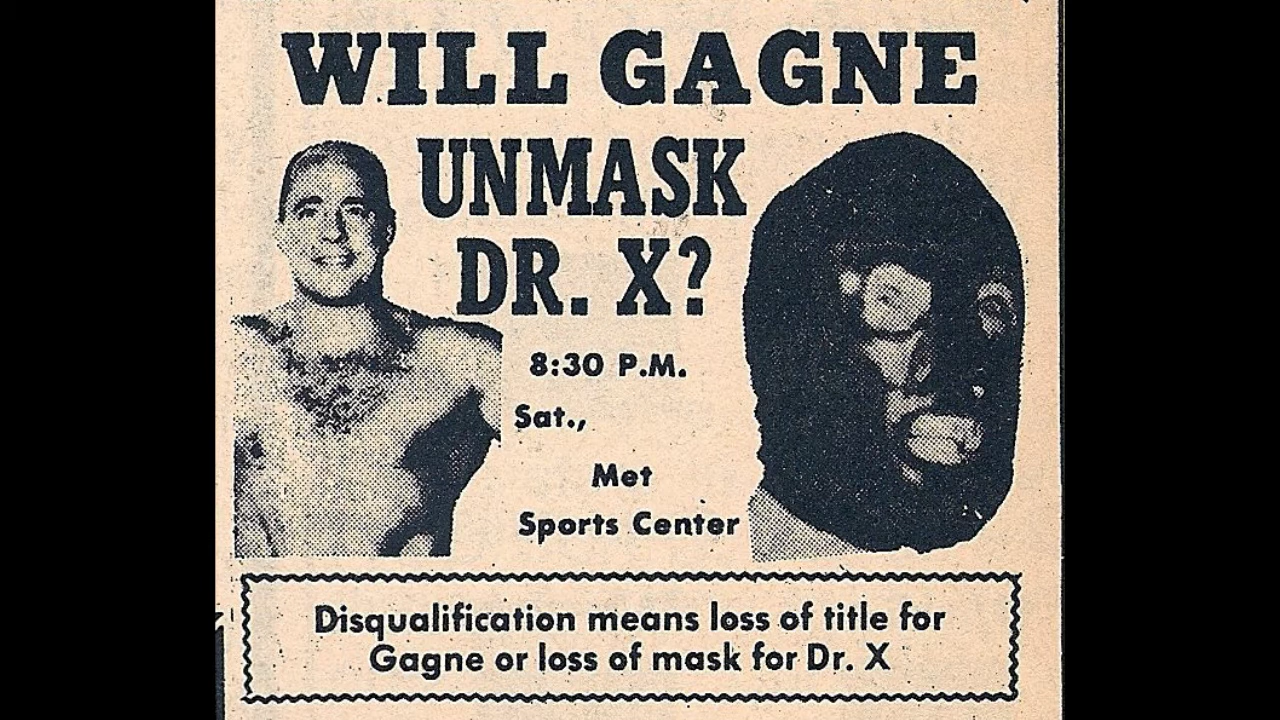 WILL GAGNE
UNMASK
DR. X?
8:30 P.M.
Sat.,
Met
Sports Center
Disqualification means loss of title for
Gagne or loss of mask for Dr. X